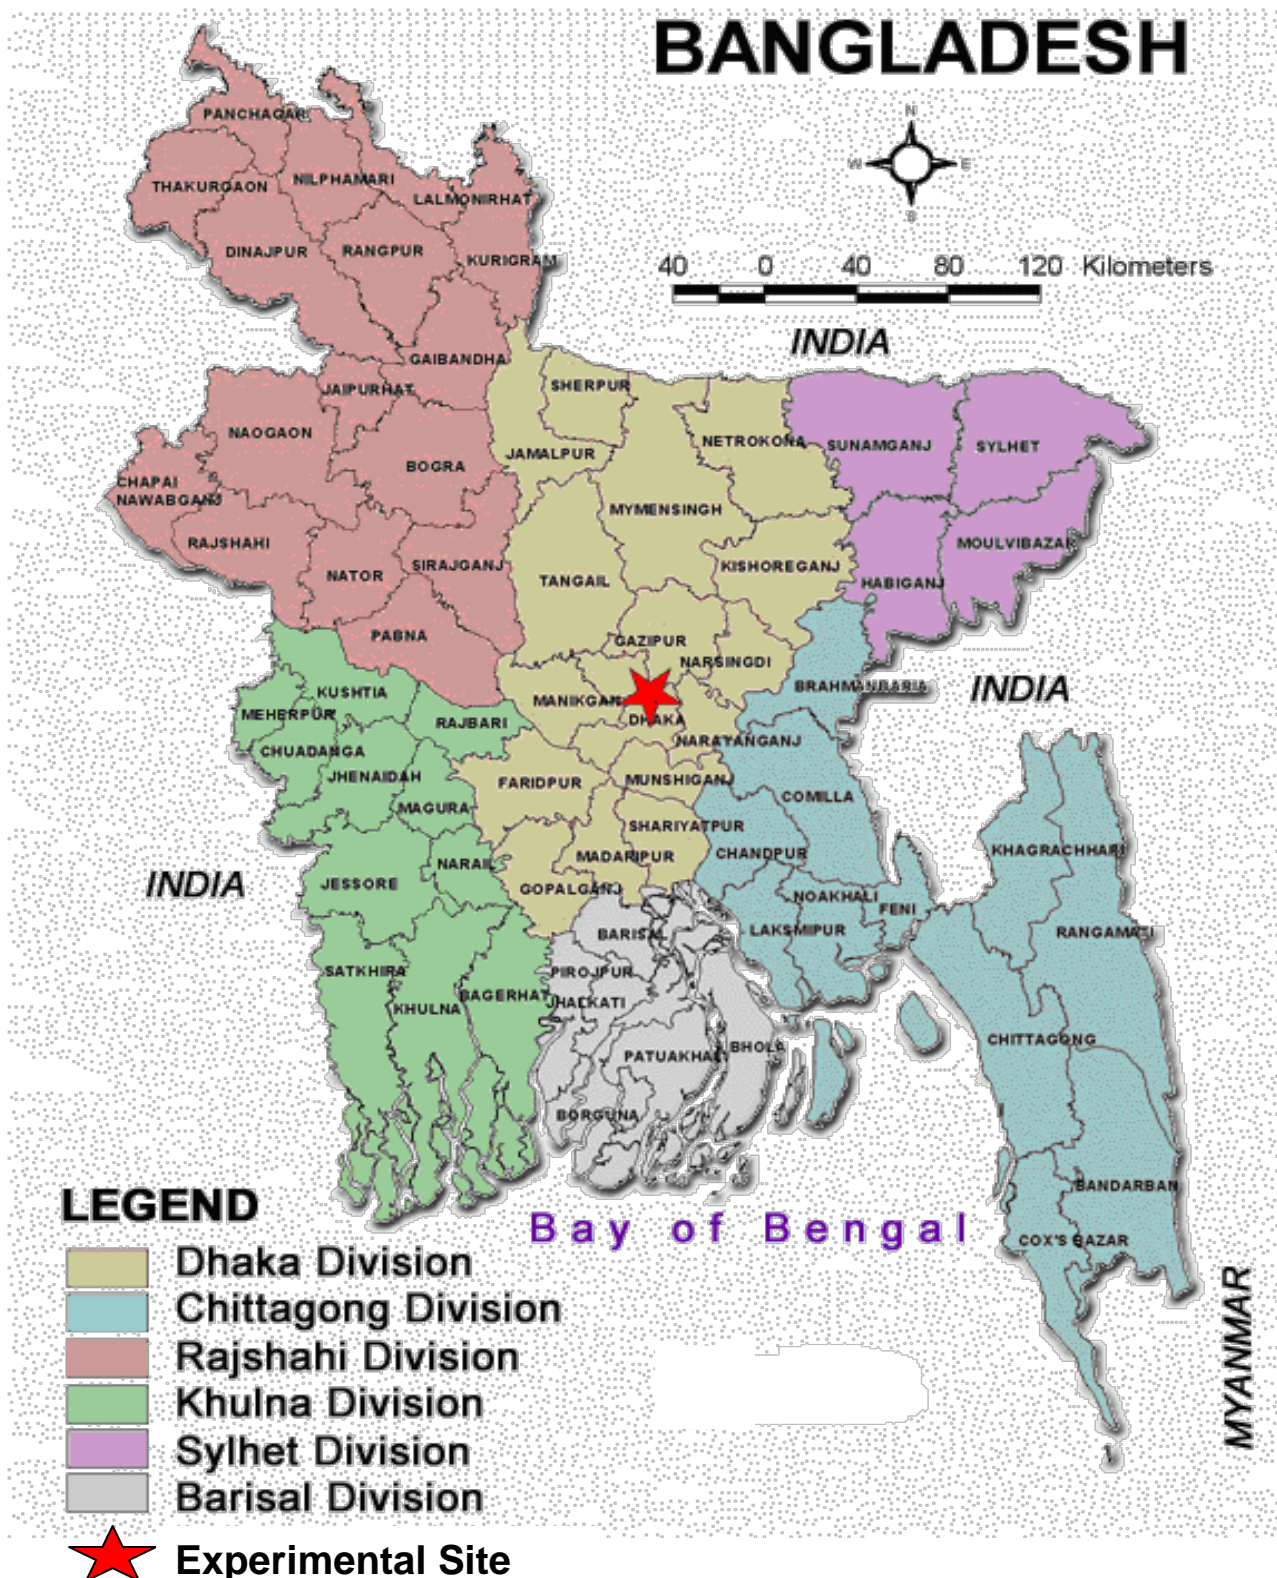 BANGLADESH
N
W E
S
40 0 40 80 120 Kilometers
INDIA
PANCHAGAR
THAKURGAON
NILPHAMARI
LALMONIRHAT
DINAJPUR
RANGPUR
KURIGRAM
GAIBANDHA
JAIPURHAT
SHERPUR
NAOGAON
NETROKONA
SUNAMGANJ
SYLHET
JAMALPUR
BOGRA
CHAPAI
NAWABGANJ
MYMENSINGH
RAJSHAHI
MOULVIBAZAR
SIRAJGANJ
KISHOREGANJ
NATOR
TANGAIL
HABIGANJ
PABNA
GAZIPUR
NARSINGDI
BRAHMANBARIA
INDIA
KUSHTIA
MANIKGANJ
MEHERPUR
RAJBARI
DHAKA
NARAYANGANJ
CHUADANGA
JHENAIDAH
FARIDPUR
MUNSHIGANJ
COMILLA
MAGURA
SHARIYATPUR
CHANDPUR
KHAGRACHHARI
MADARIPUR
NARAIL
INDIA
JESSORE
GOPALGANJ
NOAKHALI
FENI
LAKSMIPUR
RANGAMATI
BARISAL
SATKHIRA
PIROJPUR
BAGERHAT
JHALKATI
KHULNA
CHITTAGONG
PATUAKHALI
BHOLA
BORGUNA
BANDARBAN
COX'S BAZAR
Bay of Bengal
MYANMAR
LEGEND
Dhaka Division
Chittagong Division
Rajshahi Division
Khulna Division
Sylhet Division
Barisal Division
Experimental Site